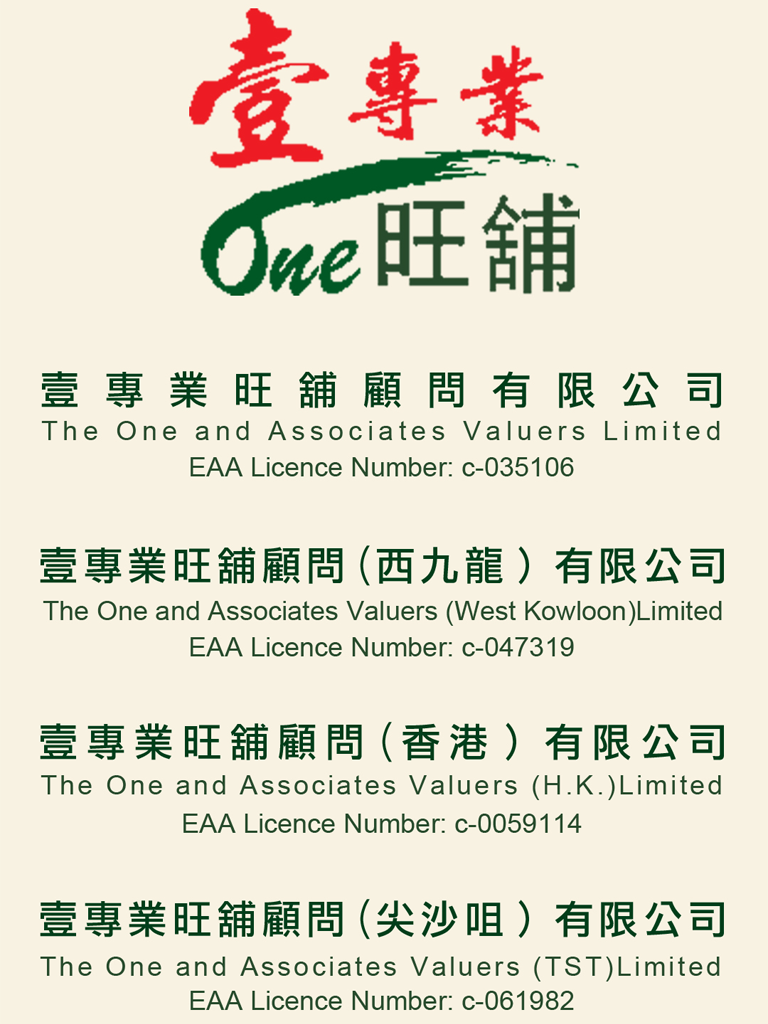 壹專業
One旺舖
壹專業旺舖顧問有限公司
The One and Associates Valuers Limited
EAA Licence Number: c-035106
壹專業旺舖顧問(西九龍)有限公司
The One and Associates Valuers (West Kowloon)Limited
EAA Licence Number: c-047319
壹專業旺舖顧問(香港)有限公司
The One and Associates Valuers (H.K.)Limited
EAA Licence Number: c-0059114
壹專業旺舖顧問(尖沙咀)有限公司
The One and Associates Valuers (TST)Limited
EAA Licence Number: c-061982